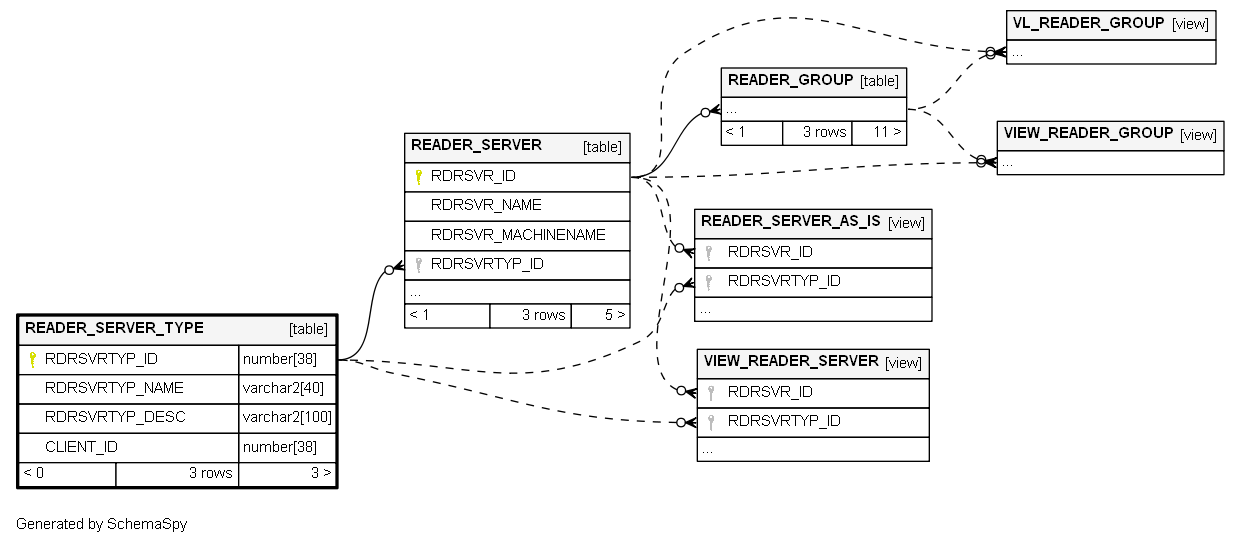 VL_READER_GROUP [view]
...
READER_GROUP [table]
...
< 1 3 rows 11 >
VIEW_READER_GROUP [view]
...
READER_SERVER [table]
RDRSVR_ID
RDRSVR_NAME
RDRSVR_MACHINENAME
RDRSVRTYP_ID
...
< 1 3 rows 5 >
READER_SERVER_AS_IS [view]
RDRSVR_ID
RDRSVRTYP_ID
...
READER_SERVER_TYPE [table]
RDRSVRTYP_ID number[38]
RDRSVRTYP_NAME varchar2[40]
RDRSVRTYP_DESC varchar2[100]
CLIENT_ID number[38]
< 0 3 rows 3 >
VIEW_READER_SERVER [view]
RDRSVR_ID
RDRSVRTYP_ID
...
Generated by SchemaSpy